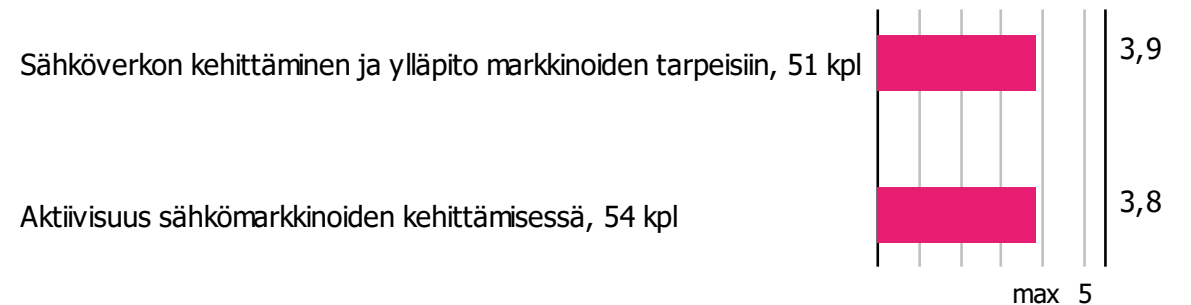 Sähköverkon kehittäminen ja ylläpito markkinoiden tarpeisiin, 51 kpl 3,9
Aktiivisuus sähkömarkkinoiden kehittämisessä, 54 kpl 3,8
max 5